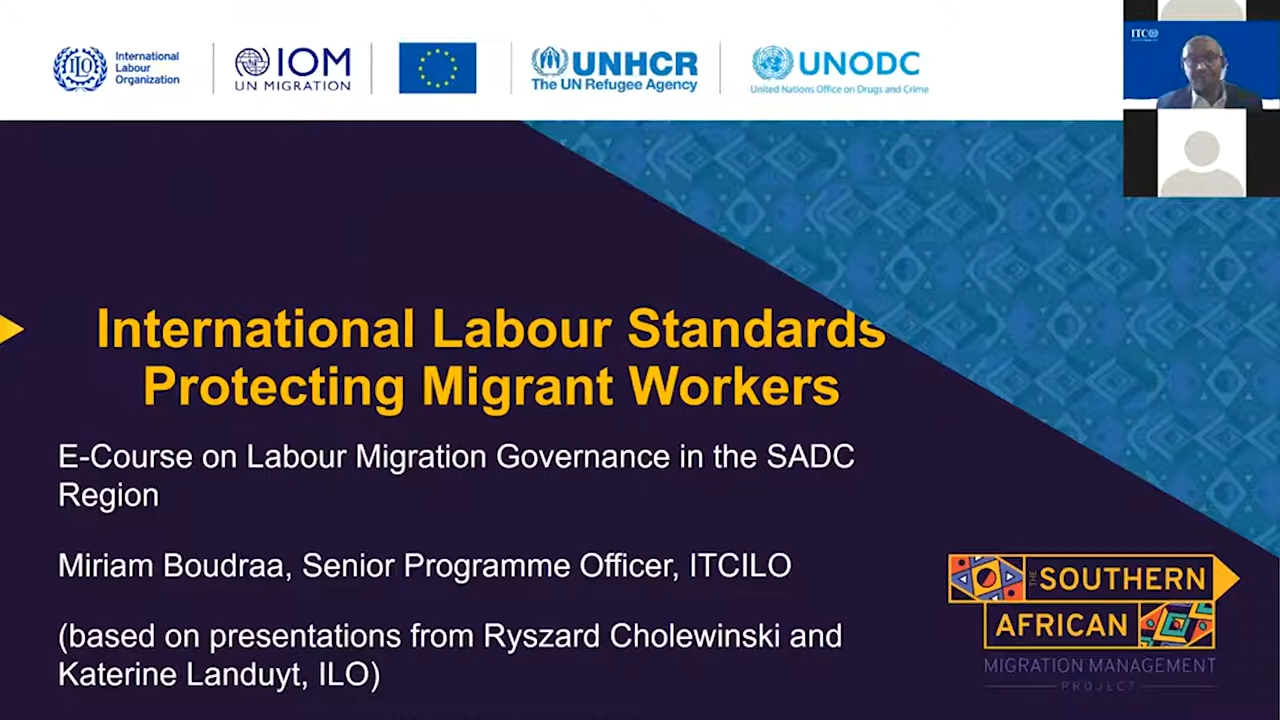 International
Labour
Organization
IOM
UN MIGRATION
UNHCR
The UN Refugee Agency
UNODC
United Nations Office on Drugs and Crime
ITC
International Labour Standards
Protecting Migrant Workers
E-Course on Labour Migration Governance in the SADC
Region
Miriam Boudraa, Senior Programme Officer, ITCILO
(based on presentations from Ryszard Cholewinski and
Katerine Landuyt, ILO)
THE SOUTHERN
AFRICAN
MIGRATION MANAGEMENT
PROJECT